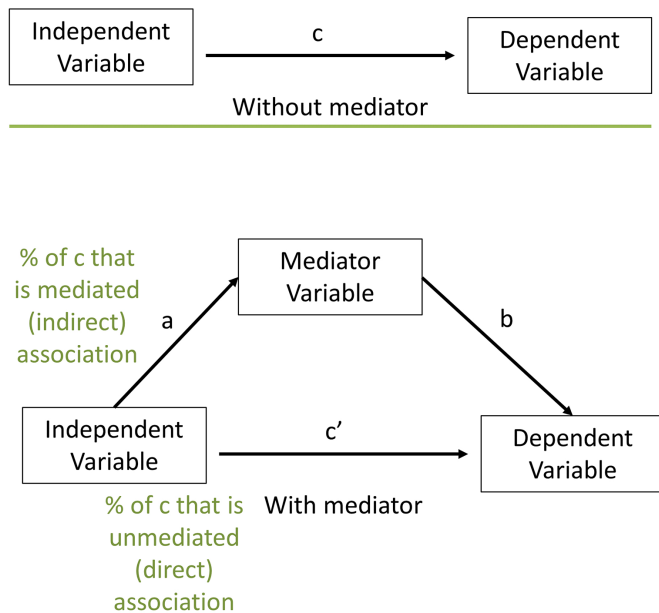 Independent
Variable
c
Dependent
Variable
Without mediator
% of c that
is mediated
(indirect)
association
a
Mediator
Variable
b
Independent
Variable
c’
Dependent
Variable
% of c that is
unmediated
(direct)
association
With mediator